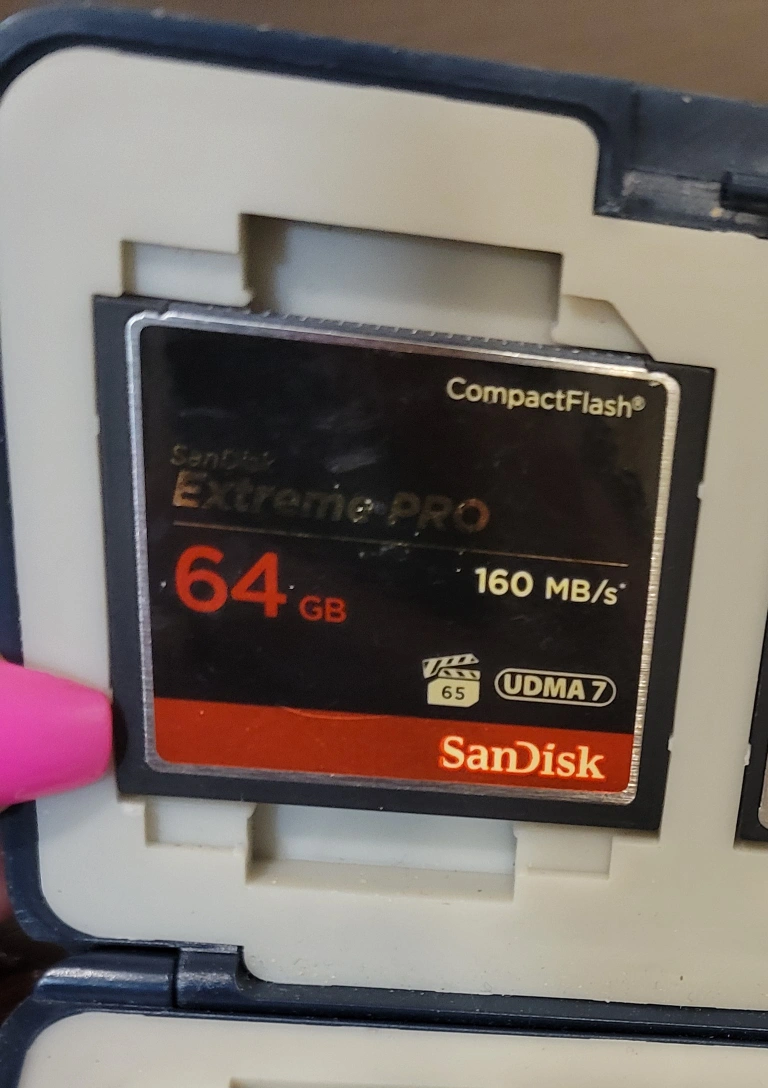 CompactFlash®
SanDisk
Extreme PRO
64 GB
160 MB/s*
65
UDMA 7
SanDisk